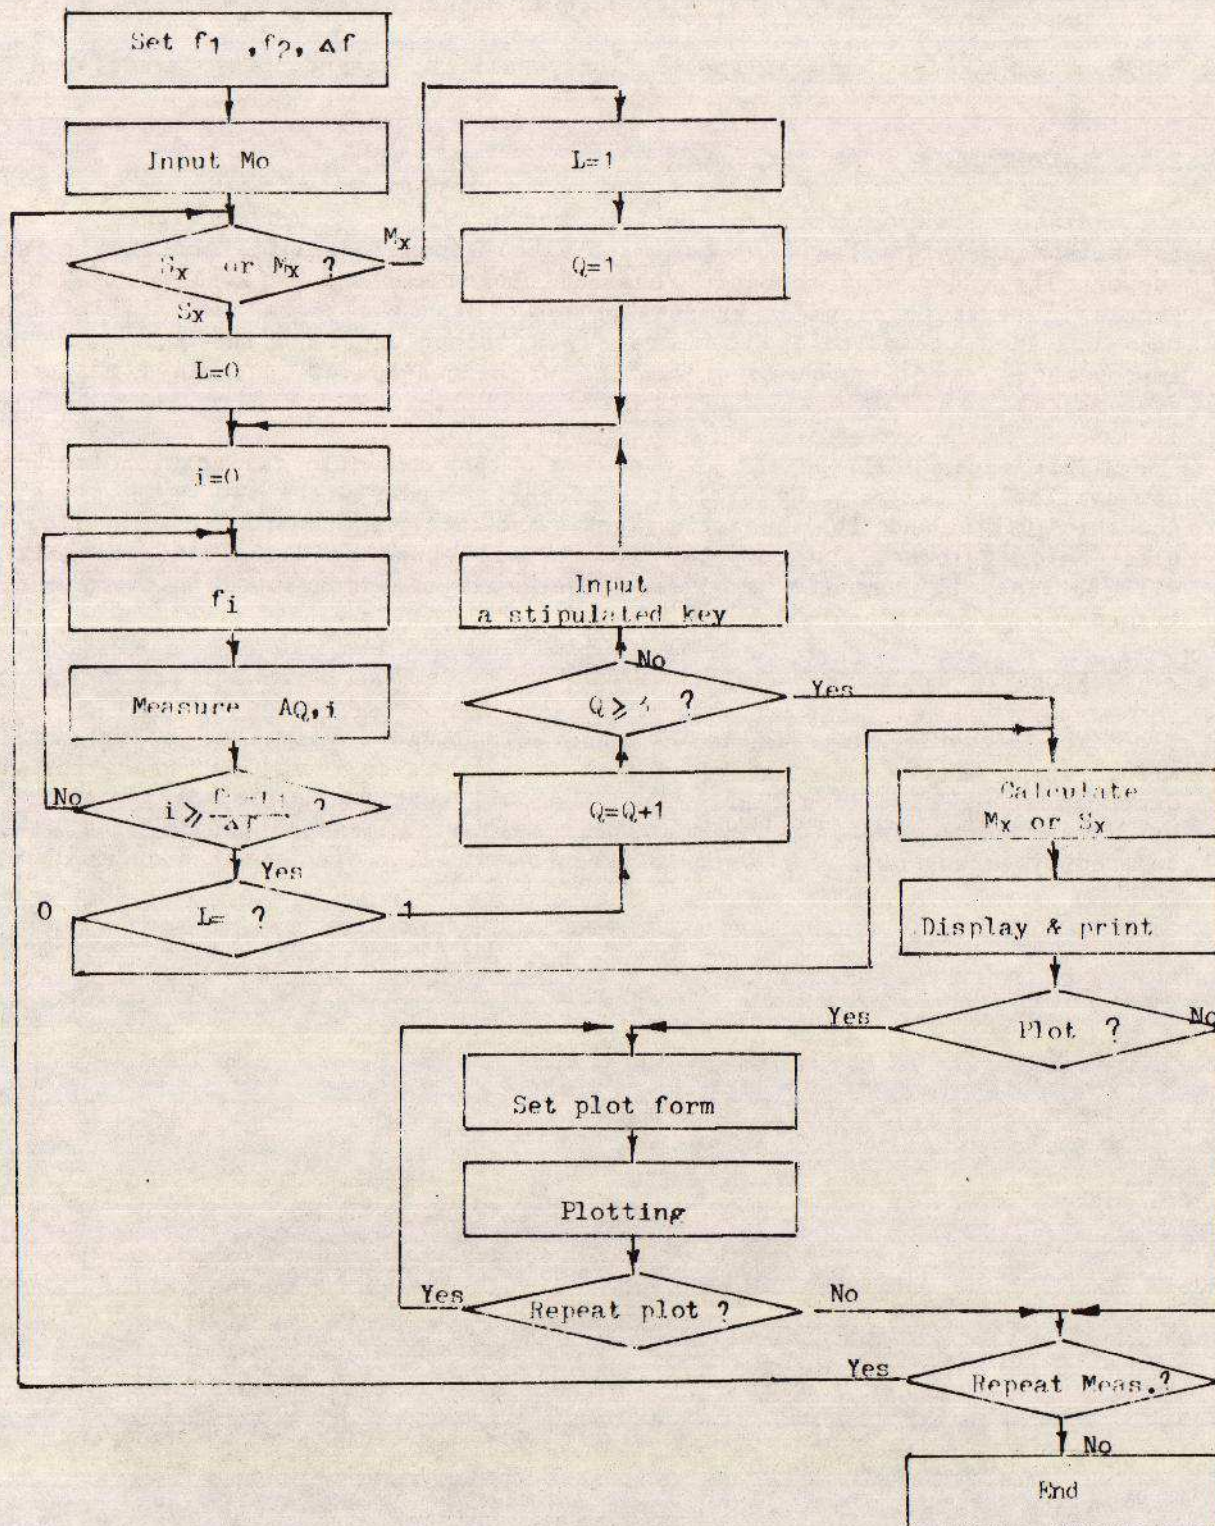 Set f1 ,f2, Δf
Input Mo
Sx or Mx ?
Mx
Sx
L=0
i=0
fi
Measure AQ,i
i ⩾ ?
No
Yes
L= ?
0
1
L=1
Q=1
Input
a stipulated key
No
Q ⩾ ?
Yes
Q=Q+1
Calculate
Mx or Sx
Display & print
Plot ?
Yes
No
Set plot form
Plotting
Repeat plot ?
Yes
No
Repeat Meas.?
Yes
No
End